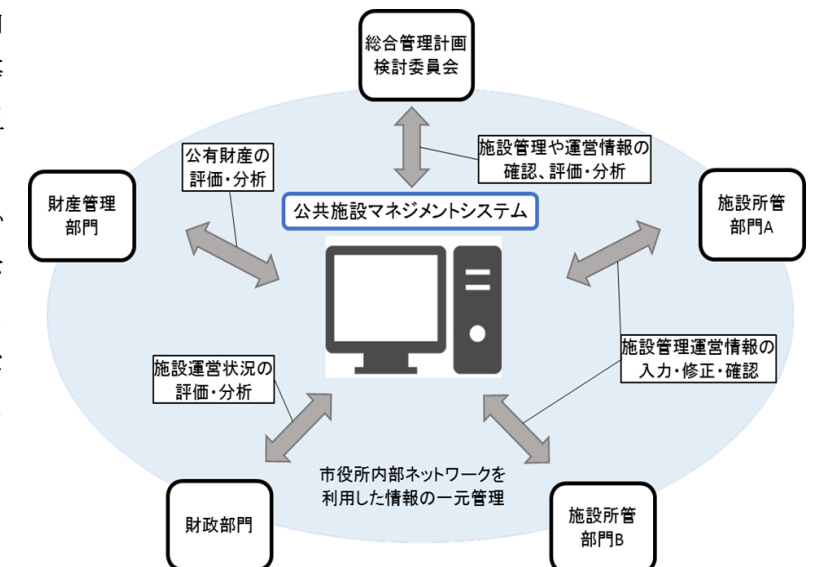 総合管理計画
検討委員会
公有財産の
評価・分析
施設管理や運営情報の
確認、評価・分析
財産管理
部門
公共施設マネジメントシステム
施設所管
部門A
施設運営状況の
評価・分析
施設管理運営情報の
入力・修正・確認
市役所内部ネットワークを
利用した情報の一元管理
財政部門
施設所管
部門B